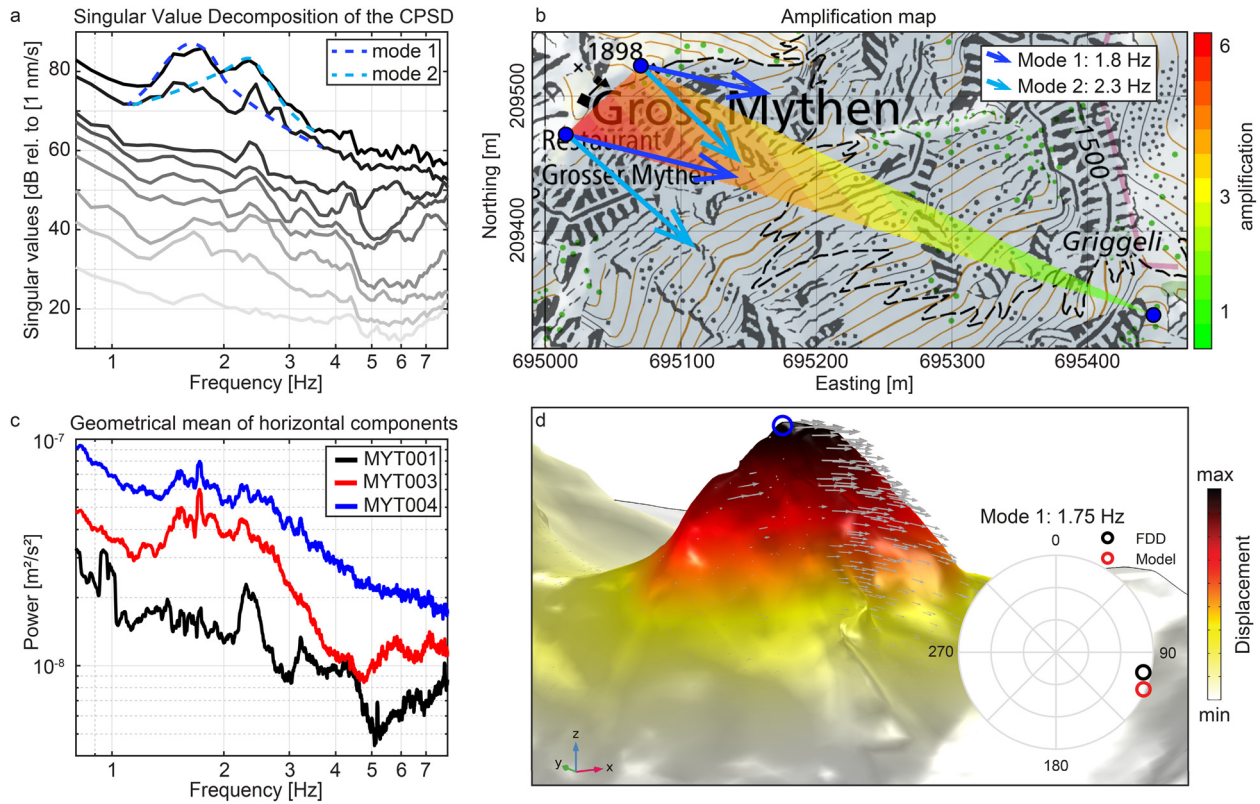 a
Singular Value Decomposition of the CPSD
Singular values [dB rel. to [1 nm/s]
80
60
40
20
mode 1
mode 2
1
2
3
4
5
6
7
Frequency [Hz]
b
Amplification map
Northing [m]
209500
209400
1898
Gross Mythen
Restaurant
Grosser Mythen
1500
Griggeli
Mode 1: 1.8 Hz
Mode 2: 2.3 Hz
695000
695100
695200
695300
695400
Easting [m]
6
3
1
amplification
c
Geometrical mean of horizontal components
Power [m²/s²]
10-7
10-8
MYT001
MYT003
MYT004
1
2
3
4
5
6
7
Frequency [Hz]
d
Mode 1: 1.75 Hz
FDD
Model
0
90
180
270
z
y
x
max
Displacement
min